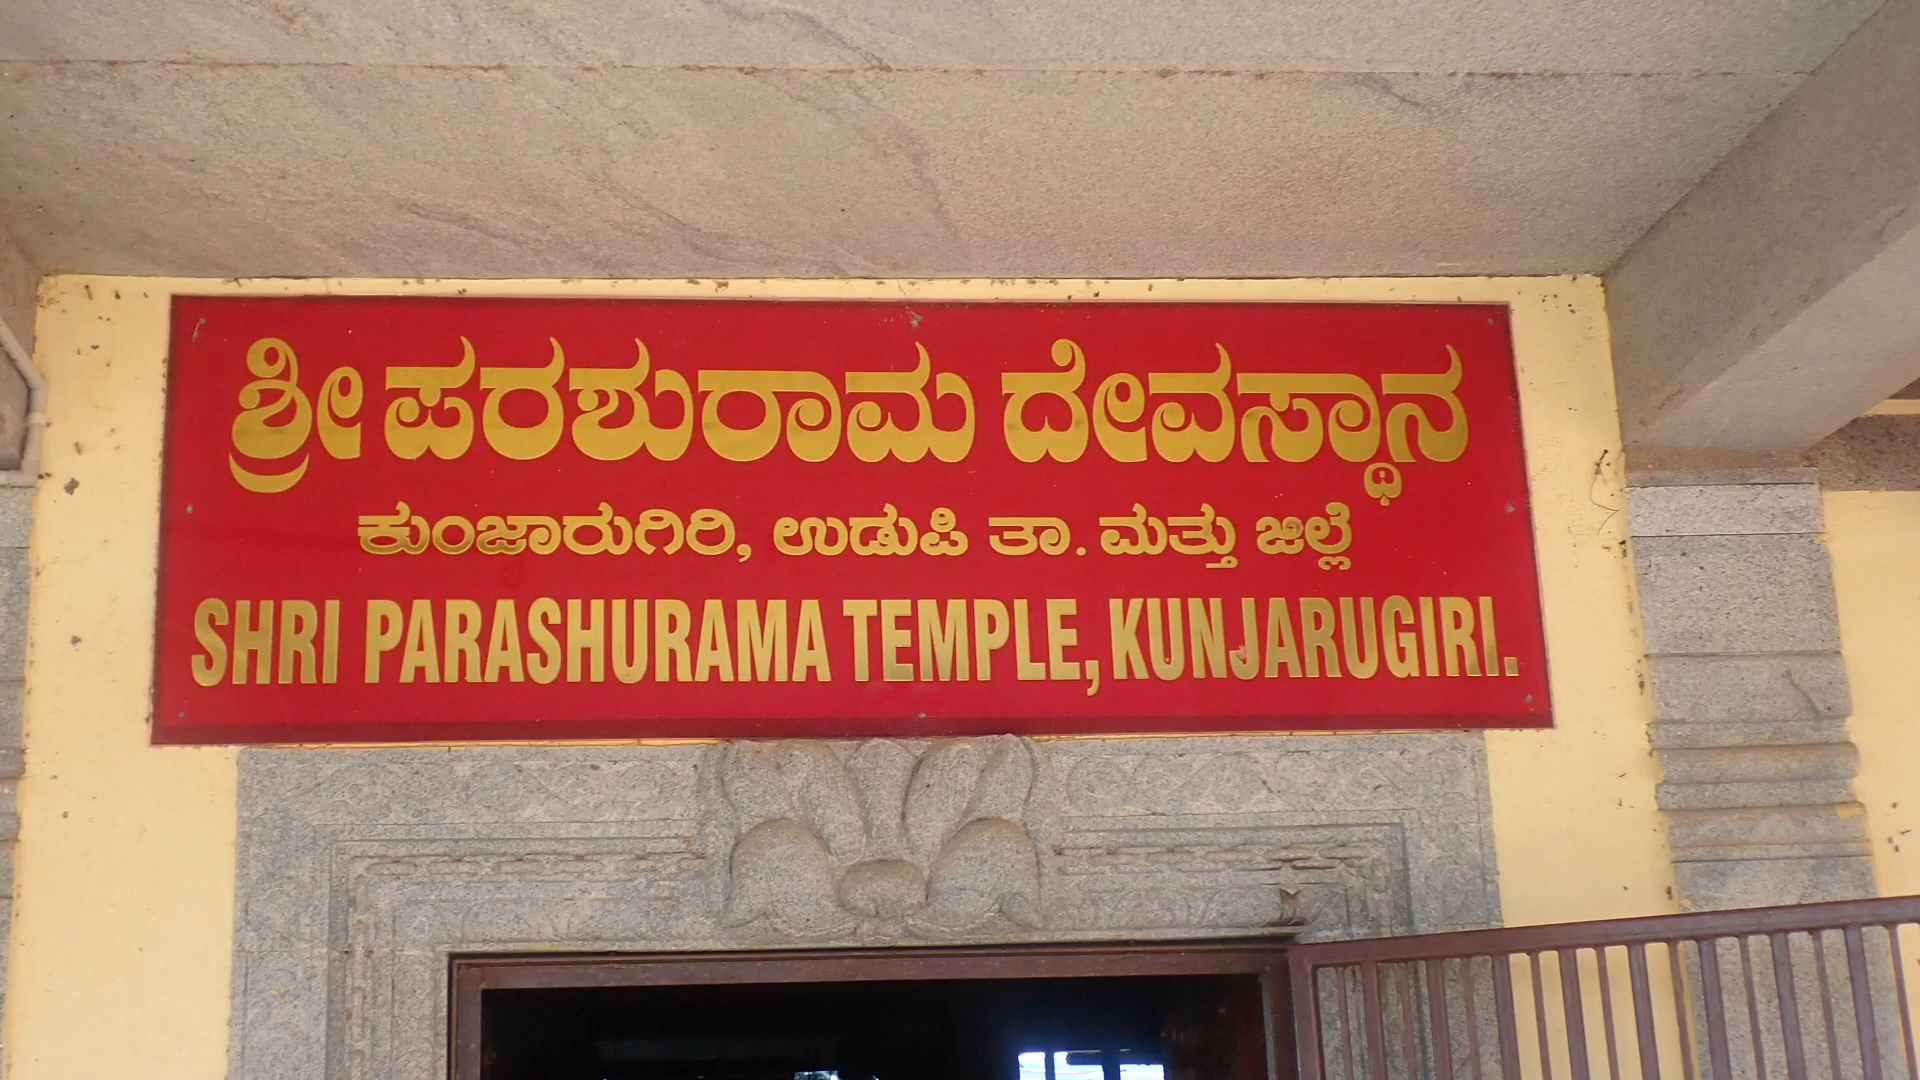 ಶ್ರೀ ಪರಶುರಾಮ ದೇವಸ್ಥಾನ
ಕುಂಜಾರುಗಿರಿ, ಉಡುಪಿ ತಾ. ಮತ್ತು ಜಿಲ್ಲೆ
SHRI PARASHURAMA TEMPLE, KUNJARUGIRI.